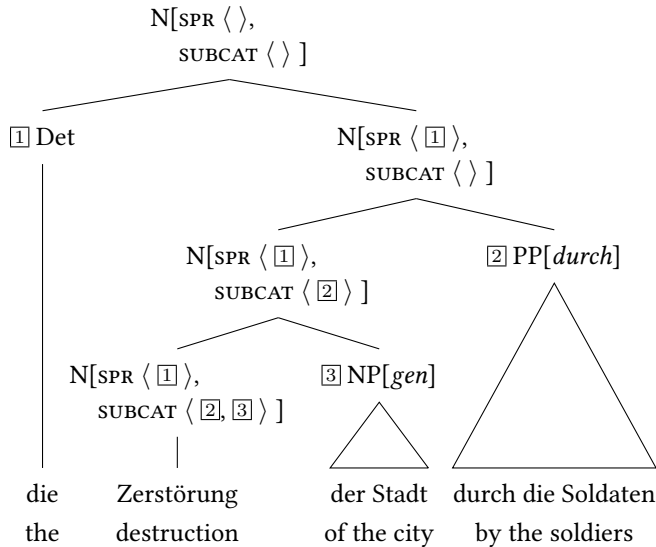 N[SPR ⟨ ⟩,
SUBCAT ⟨ ⟩ ]
1 Det
N[SPR ⟨ 1 ⟩,
SUBCAT ⟨ ⟩ ]
N[SPR ⟨ 1 ⟩,
SUBCAT ⟨ 2 ⟩ ]
2 PP[durch]
N[SPR ⟨ 1 ⟩,
SUBCAT ⟨ 2, 3 ⟩ ]
3 NP[gen]
die Zerstörung der Stadt durch die Soldaten
the destruction of the city by the soldiers